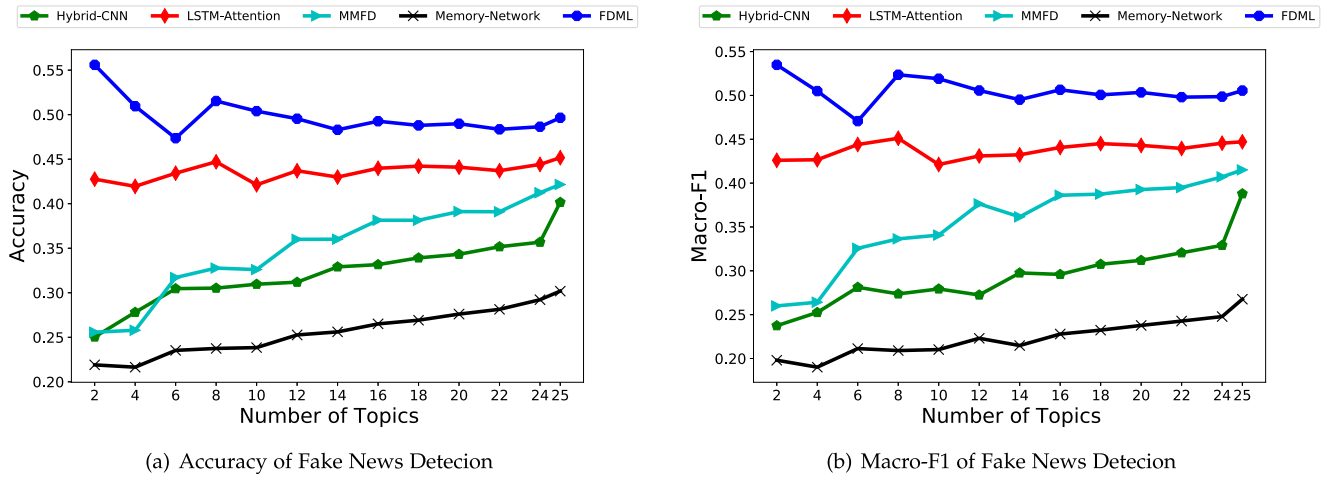 Hybrid-CNN LSTM-Attention MMFD Memory-Network FDML
0.55
0.50
0.45
0.40
0.35
0.30
0.25
0.20
Accuracy
2 4 6 8 10 12 14 16 18 20 22 24 25
Number of Topics
(a) Accuracy of Fake News Detecion
Hybrid-CNN LSTM-Attention MMFD Memory-Network FDML
0.55
0.50
0.45
0.40
0.35
0.30
0.25
0.20
Macro-F1
2 4 6 8 10 12 14 16 18 20 22 24 25
Number of Topics
(b) Macro-F1 of Fake News Detecion